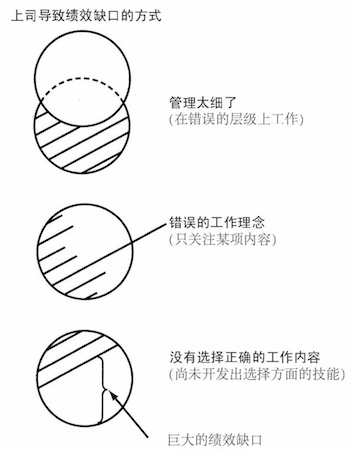 上司导致绩效缺口的方式
管理太细了
(在错误的层级上工作)
错误的工作理念
(只关注某项内容)
没有选择正确的工作内容
(尚未开发出选择方面的技能)
巨大的绩效缺口